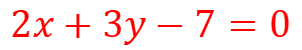 2x + 3y − 7 = 0